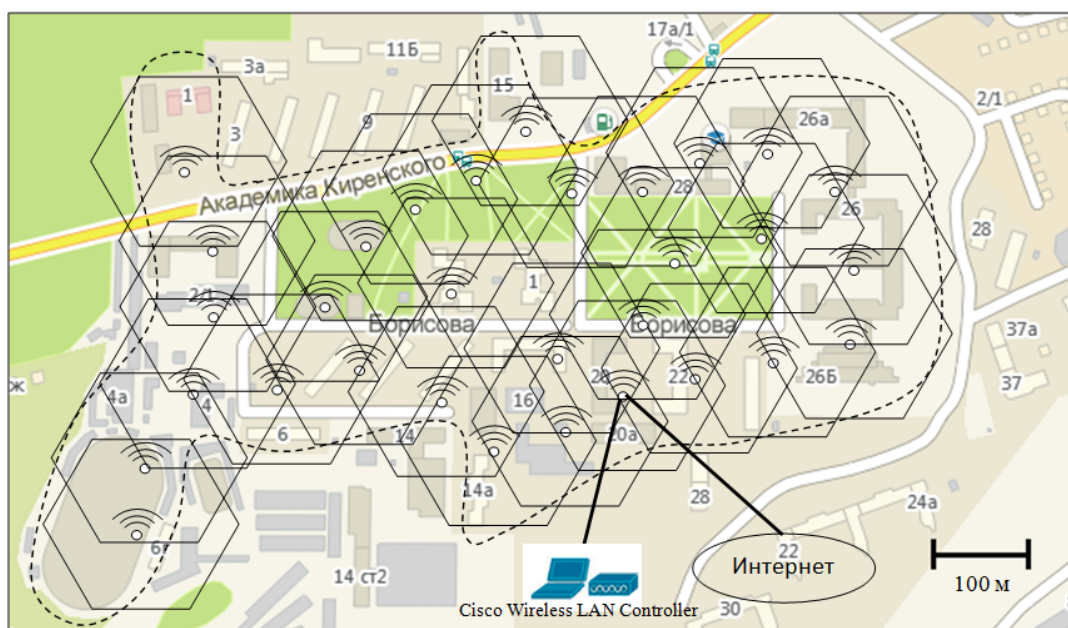 17а/1
11Б
3а
15
2/1
1
26а
3
9
Академика Киренского
28
26
28
2/1
1
Борисова
Борисова
37а
ж
28
22
26Б
37
4а
4
16
6
14
20а
14а
28
24а
6г
22
Интернет
14 ст2
100 м
Cisco Wireless LAN Controller
30